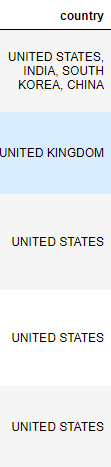 country
UNITED STATES,
INDIA, SOUTH
KOREA, CHINA
UNITED KINGDOM
UNITED STATES
UNITED STATES
UNITED STATES